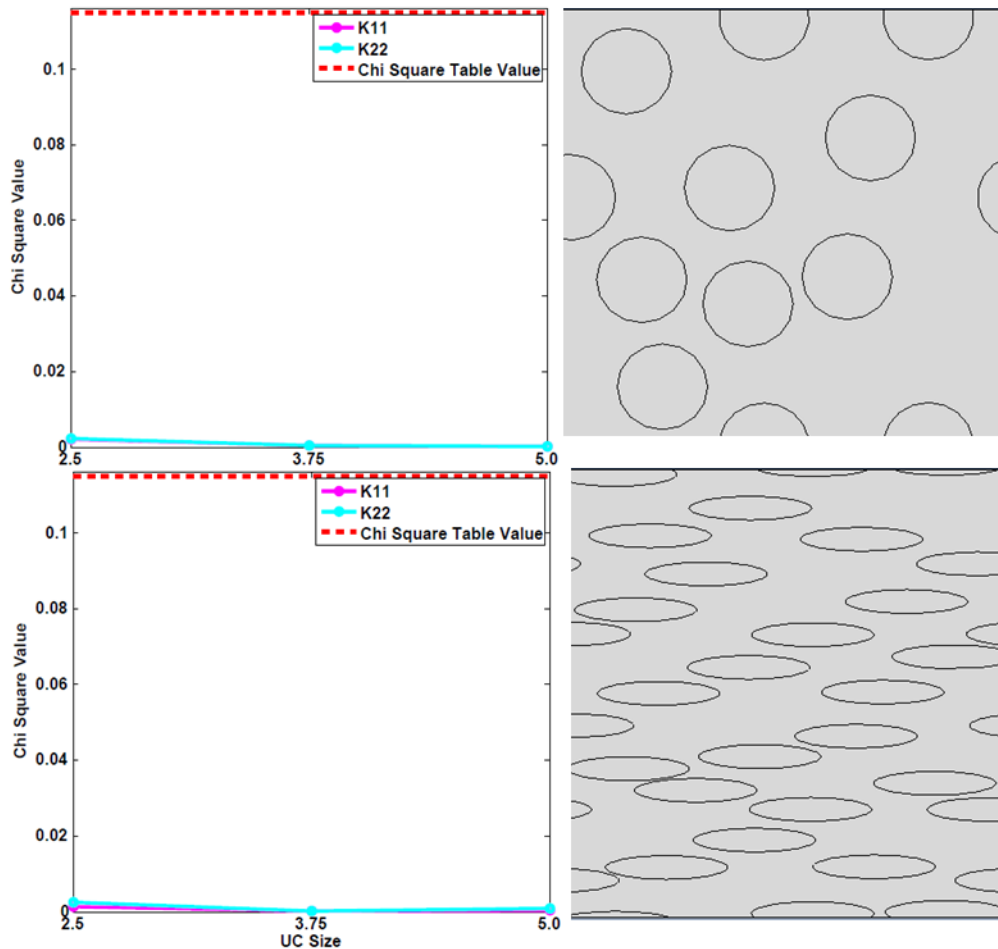 K11
K22
Chi Square Table Value
0.1
0.08
0.06
0.04
0.02
0
Chi Square Value
2.5
3.75
5.0
K11
K22
Chi Square Table Value
0.1
0.08
0.06
0.04
0.02
0
Chi Square Value
2.5
3.75
5.0
UC Size